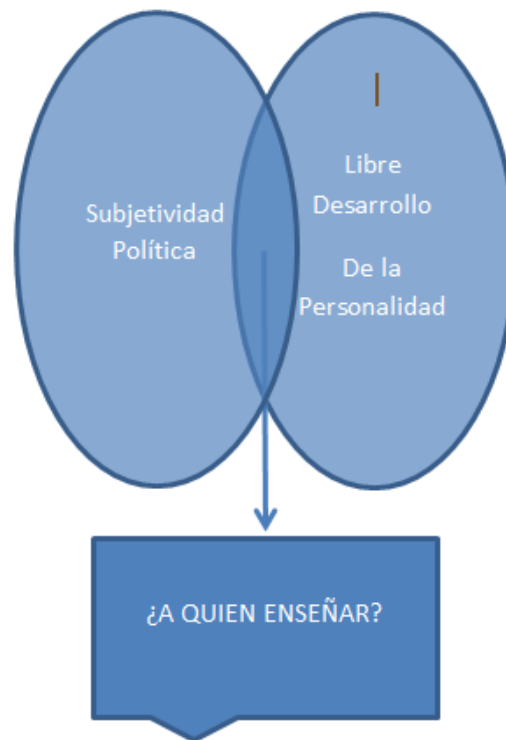 Subjetividad
Política
Libre
Desarrollo
De la
Personalidad
¿A QUIEN ENSEÑAR?